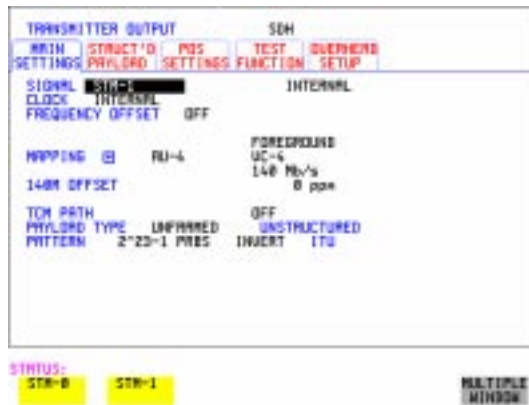 TRANSMITTER OUTPUT SDH
MAIN SETTINGS STRUCT'D PAYLOAD POS SETTINGS TEST FUNCTION OVERHEAD SETUP
SIGNAL STM-1 INTERNAL
CLOCK INTERNAL
FREQUENCY OFFSET OFF
FOREGROUND
MAPPING AU-4 VC-4
140 Mb/s
140M OFFSET 0 ppm
TCM PATH OFF
PAYLOAD TYPE UNFRAMED UNSTRUCTURED
PATTERN 2^23-1 PRBS INVERT ITU
STATUS:
STM-0 STM-1 MULTIPLE WINDOW